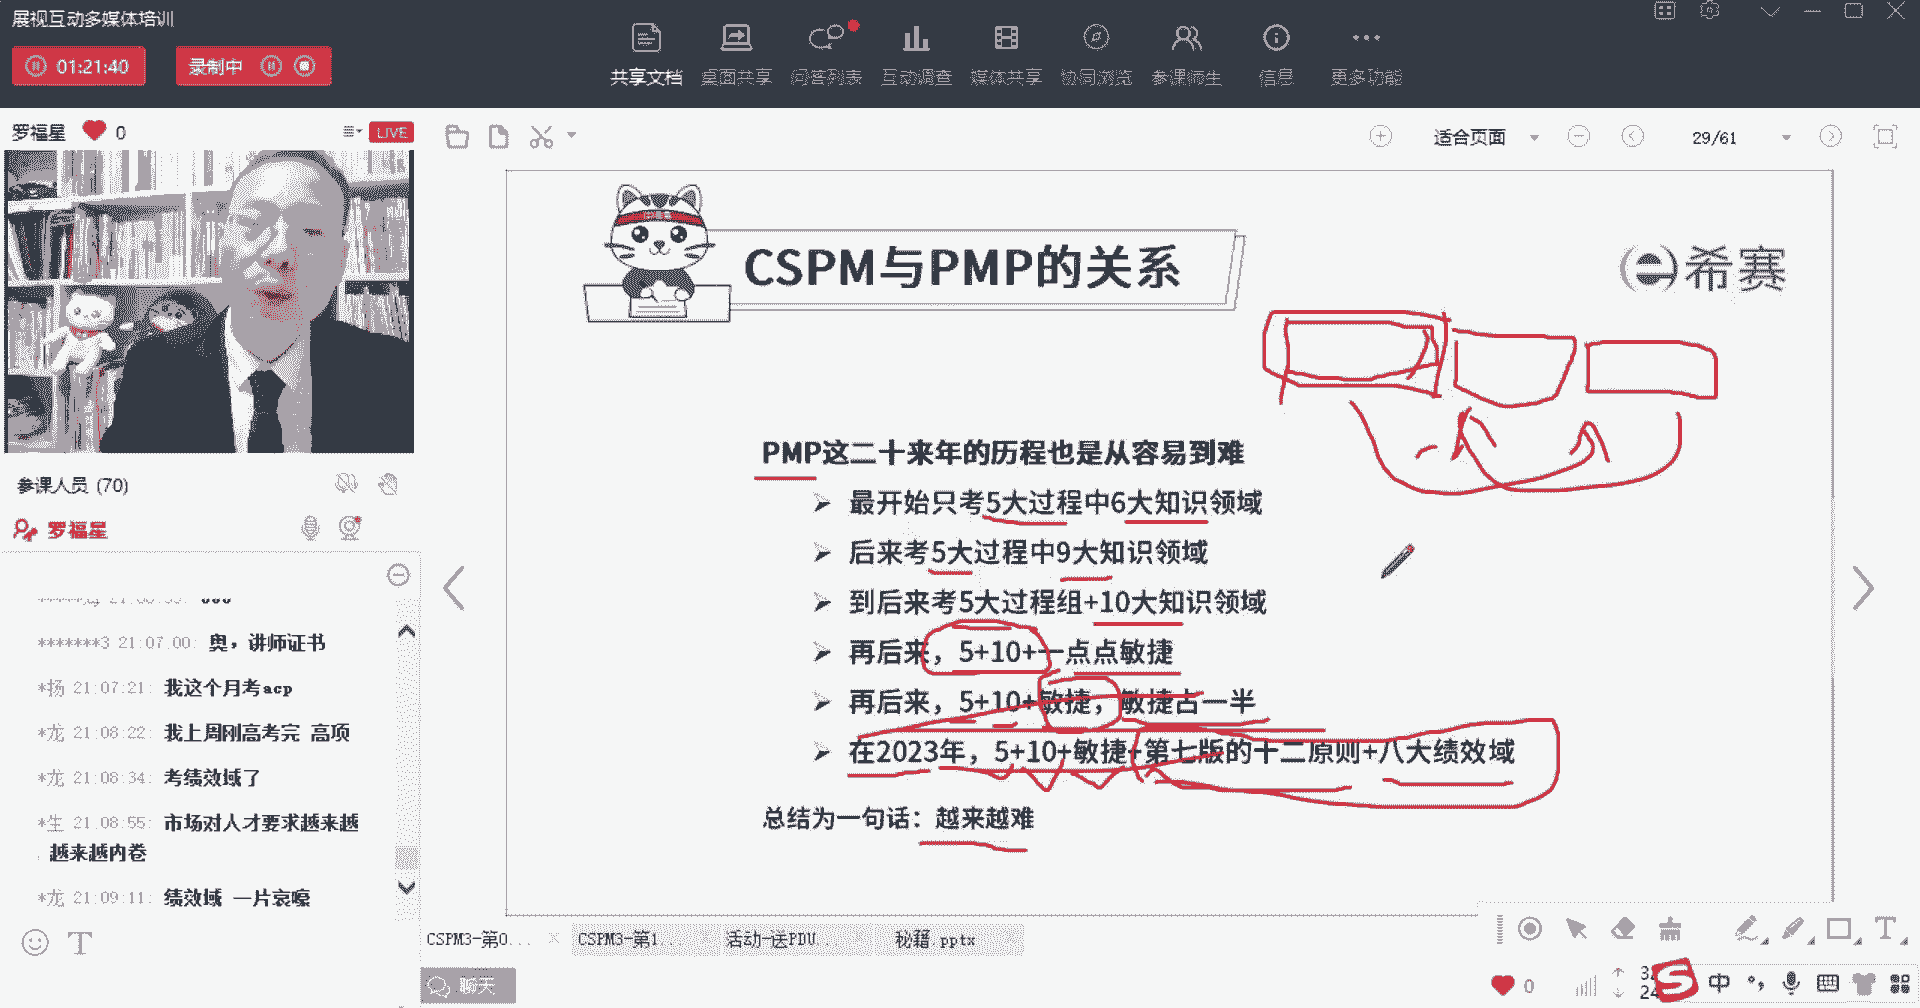 展视互动多媒体培训
01:21:40
录制中
共享文档
桌面共享
问答列表
互动调查
媒体共享
协同浏览
参课师生
信息
更多功能
罗福星 0
LIVE
适合页面
29/61
CSPM与PMP的关系
希赛
PMP这二十来年的历程也是从容易到难
最开始只考5大过程中6大知识领域
后来考5大过程中9大知识领域
到后来考5大过程组+10大知识领域
再后来，5+10+一点点敏捷
再后来，5+10+敏捷，敏捷占一半
在2023年，5+10+敏捷+第七版的十二原则+八大绩效域
总结为一句话：越来越难
参课人员 (70)
罗福星
*******3 21:07:00: 奥，讲师证书
*扬 21:07:21: 我这个月考acp
*龙 21:08:22: 我上周刚高考完 高项
*龙 21:08:34: 考绩效域了
*生 21:08:55: 市场对人才要求越来越
越来越内卷
*龙 21:09:11: 绩效域 一片哀嚎
CSPM3-第0...
CSPM3-第1...
活动-送PDU...
秘籍.pptx
聊天
0
中